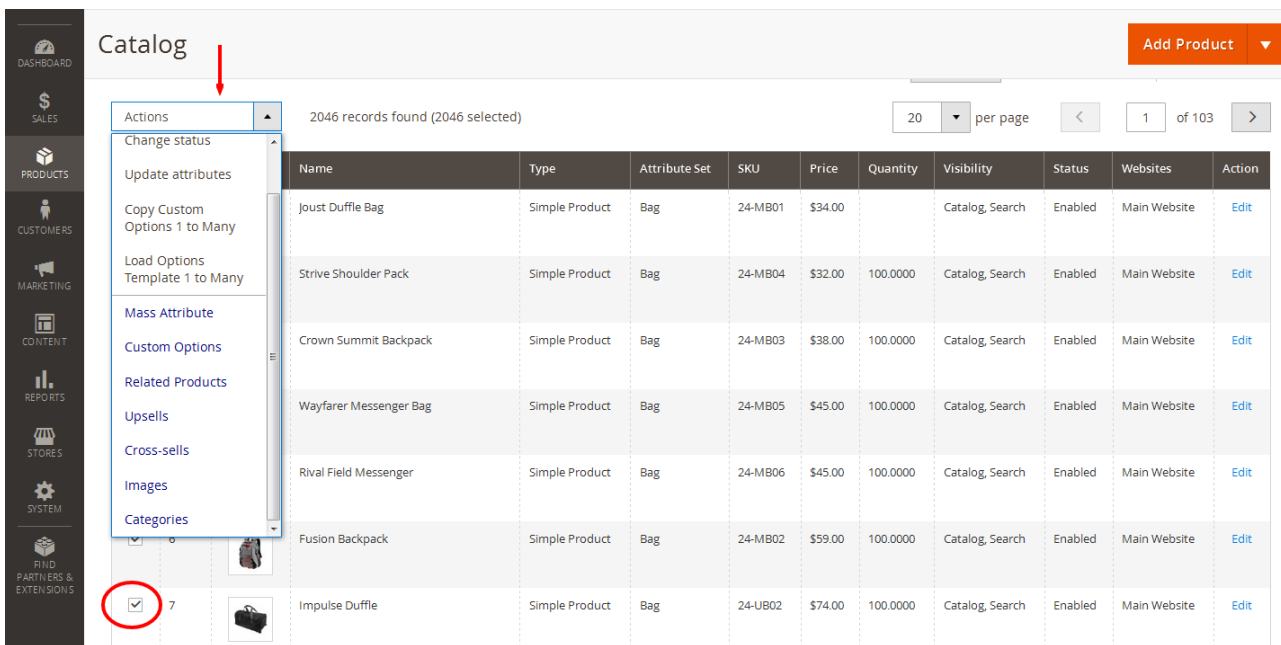 Catalog
Add Product
DASHBOARD
$
SALES
PRODUCTS
CUSTOMERS
MARKETING
CONTENT
REPORTS
STORES
SYSTEM
FIND
PARTNERS &
EXTENSIONS
Actions
2046 records found (2046 selected)
20
per page
1
of 103
Change status
Update attributes
Copy Custom
Options 1 to Many
Load Options
Template 1 to Many
Mass Attribute
Custom Options
Related Products
Upsells
Cross-sells
Images
Categories
Name Type Attribute Set SKU Price Quantity Visibility Status Websites Action
Joust Duffle Bag Simple Product Bag 24-MB01 $34.00 Catalog, Search Enabled Main Website Edit
Strive Shoulder Pack Simple Product Bag 24-MB04 $32.00 100.0000 Catalog, Search Enabled Main Website Edit
Crown Summit Backpack Simple Product Bag 24-MB03 $38.00 100.0000 Catalog, Search Enabled Main Website Edit
Wayfarer Messenger Bag Simple Product Bag 24-MB05 $45.00 100.0000 Catalog, Search Enabled Main Website Edit
Rival Field Messenger Simple Product Bag 24-MB06 $45.00 100.0000 Catalog, Search Enabled Main Website Edit
6 Fusion Backpack Simple Product Bag 24-MB02 $59.00 100.0000 Catalog, Search Enabled Main Website Edit
7 Impulse Duffle Simple Product Bag 24-UB02 $74.00 100.0000 Catalog, Search Enabled Main Website Edit